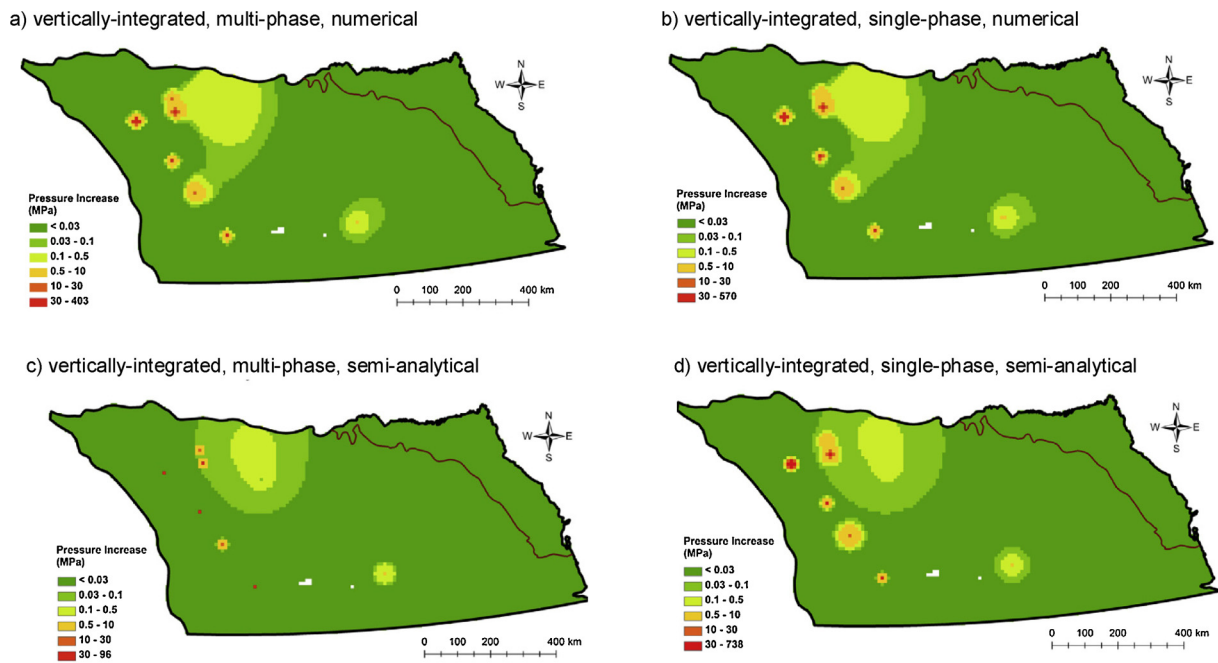 a) vertically-integrated, multi-phase, numerical
N
W E
S
Pressure Increase
(MPa)
< 0.03
0.03 - 0.1
0.1 - 0.5
0.5 - 10
10 - 30
30 - 403
0 100 200 400 km
b) vertically-integrated, single-phase, numerical
N
W E
S
Pressure Increase
(MPa)
< 0.03
0.03 - 0.1
0.1 - 0.5
0.5 - 10
10 - 30
30 - 570
0 100 200 400 km
c) vertically-integrated, multi-phase, semi-analytical
N
W E
S
Pressure Increase
(MPa)
< 0.03
0.03 - 0.1
0.1 - 0.5
0.5 - 10
10 - 30
30 - 96
0 100 200 400 km
d) vertically-integrated, single-phase, semi-analytical
N
W E
S
Pressure Increase
(MPa)
< 0.03
0.03 - 0.1
0.1 - 0.5
0.5 - 10
10 - 30
30 - 738
0 100 200 400 km